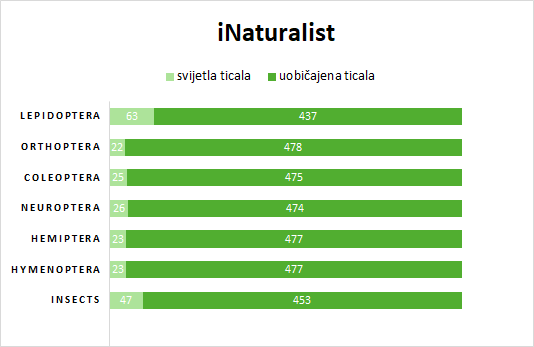 iNaturalist
svijetla ticala uobičajena ticala
LEPIDOPTERA 63 437
ORTHOPTERA 22 478
COLEOPTERA 25 475
NEUROPTERA 26 474
HEMIPTERA 23 477
HYMENOPTERA 23 477
INSECTS 47 453